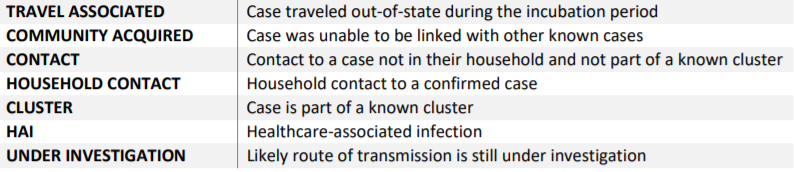 TRAVEL ASSOCIATED Case traveled out-of-state during the incubation period
COMMUNITY ACQUIRED Case was unable to be linked with other known cases
CONTACT Contact to a case not in their household and not part of a known cluster
HOUSEHOLD CONTACT Household contact to a confirmed case
CLUSTER Case is part of a known cluster
HAI Healthcare-associated infection
UNDER INVESTIGATION Likely route of transmission is still under investigation